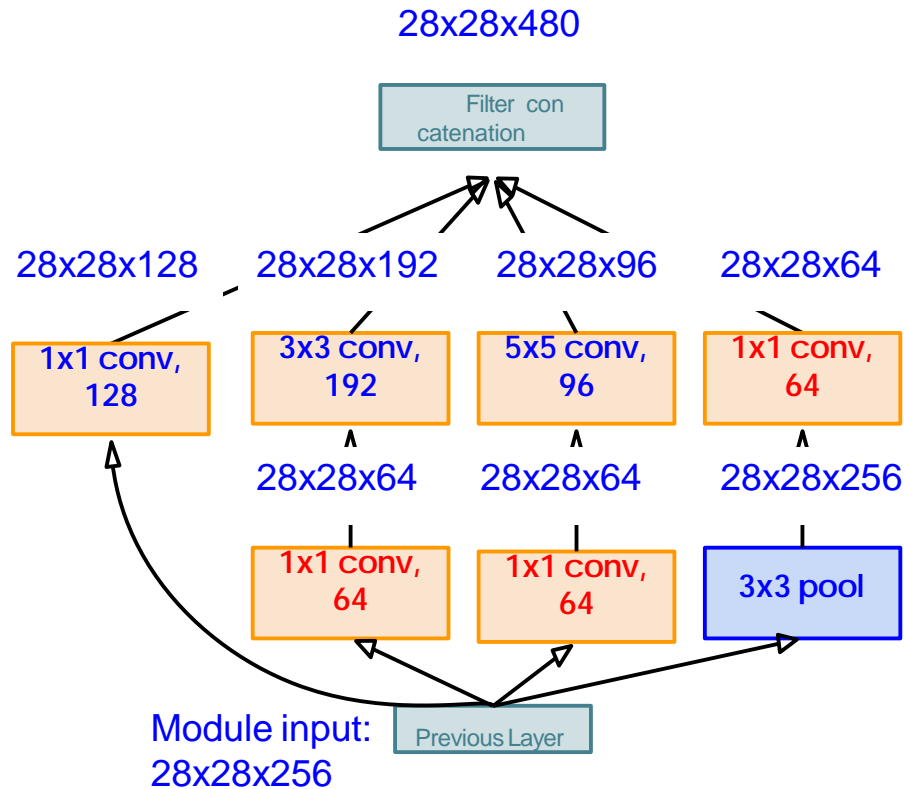 28x28x480
Filter con
catenation
28x28x128
28x28x192
28x28x96
28x28x64
1x1 conv,
128
3x3 conv,
192
5x5 conv,
96
1x1 conv,
64
28x28x64
28x28x64
28x28x256
1x1 conv,
64
1x1 conv,
64
3x3 pool
Module input:
28x28x256
Previous Layer